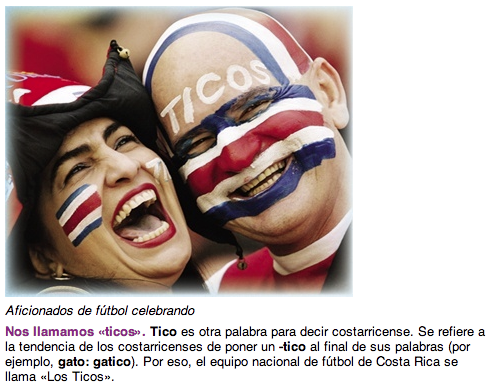 TICOS
TI
Aficionados de fútbol celebrando
Nos llamamos «ticos». Tico es otra palabra para decir costarricense. Se refiere a
la tendencia de los costarricenses de poner un -tico al final de sus palabras (por
ejemplo, gato: gatico). Por eso, el equipo nacional de fútbol de Costa Rica se
llama «Los Ticos».